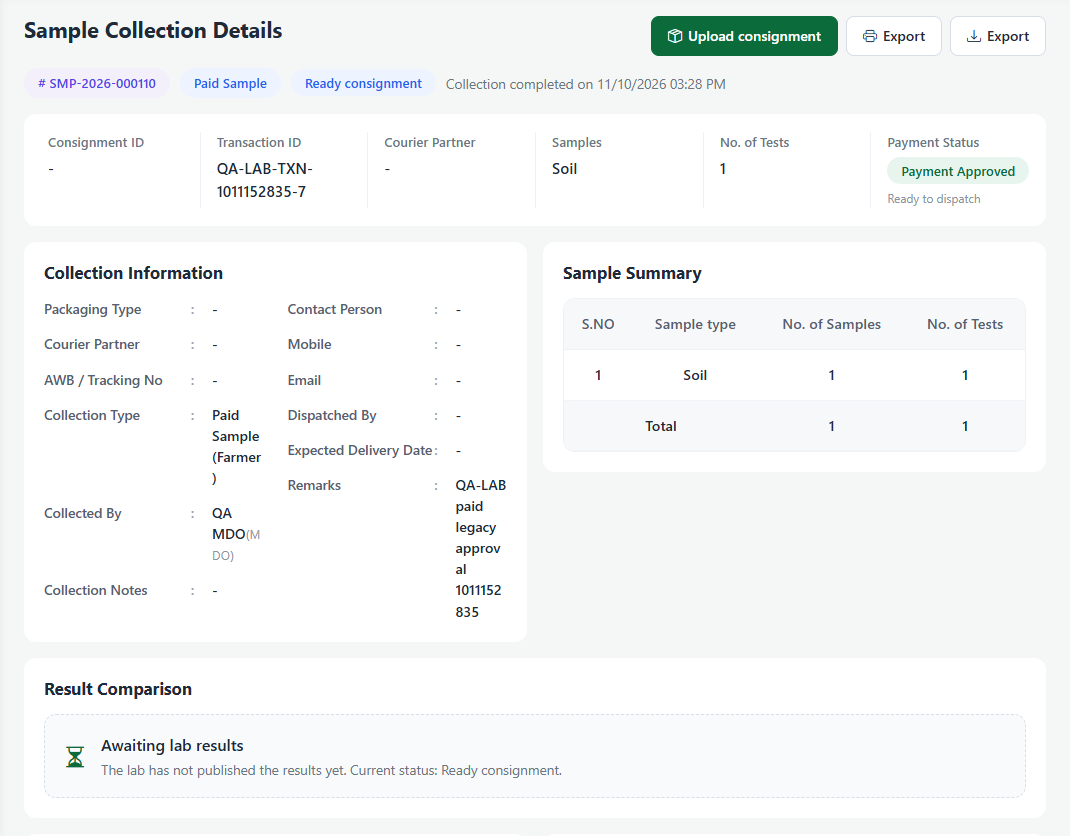 Sample Collection Details
Upload consignment
Export
Export
# SMP-2026-000110
Paid Sample
Ready consignment
Collection completed on 11/10/2026 03:28 PM
Consignment ID
-
Transaction ID
QA-LAB-TXN-
1011152835-7
Courier Partner
-
Samples
Soil
No. of Tests
1
Payment Status
Payment Approved
Ready to dispatch
Collection Information
Packaging Type : -
Courier Partner : -
AWB / Tracking No : -
Collection Type : Paid
Sample
(Farmer
)
Collected By : QA
MDO(M
DO)
Collection Notes : -
Contact Person : -
Mobile : -
Email : -
Dispatched By : -
Expected Delivery Date : -
Remarks : QA-LAB
paid
legacy
approv
al
1011152
835
Sample Summary
S.NO Sample type No. of Samples No. of Tests
1 Soil 1 1
Total 1 1
Result Comparison
Awaiting lab results
The lab has not published the results yet. Current status: Ready consignment.